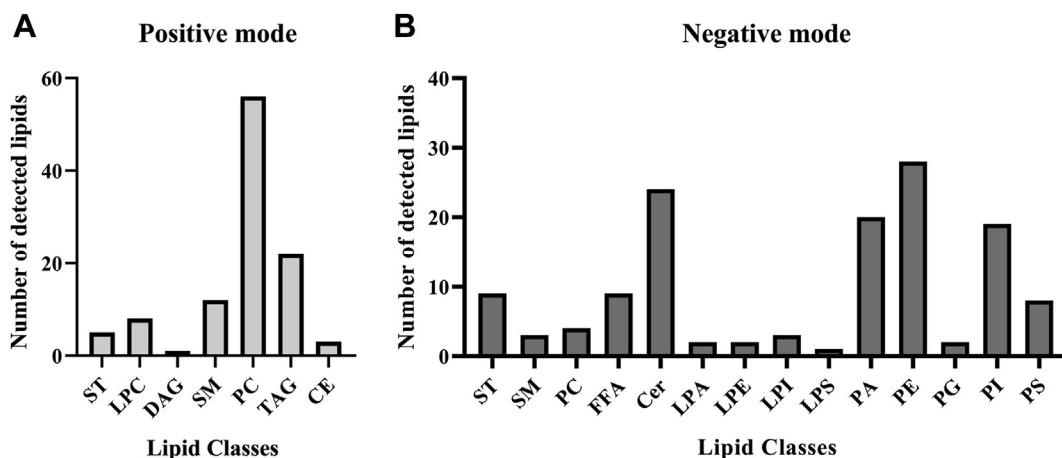 A
Positive mode
Number of detected lipids
60
40
20
0
ST LPC DAG SM PC TAG CE
Lipid Classes
B
Negative mode
Number of detected lipids
40
30
20
10
0
ST SM PC FFA Cer LPA LPE LPI LPS PA PE PG PI PS
Lipid Classes